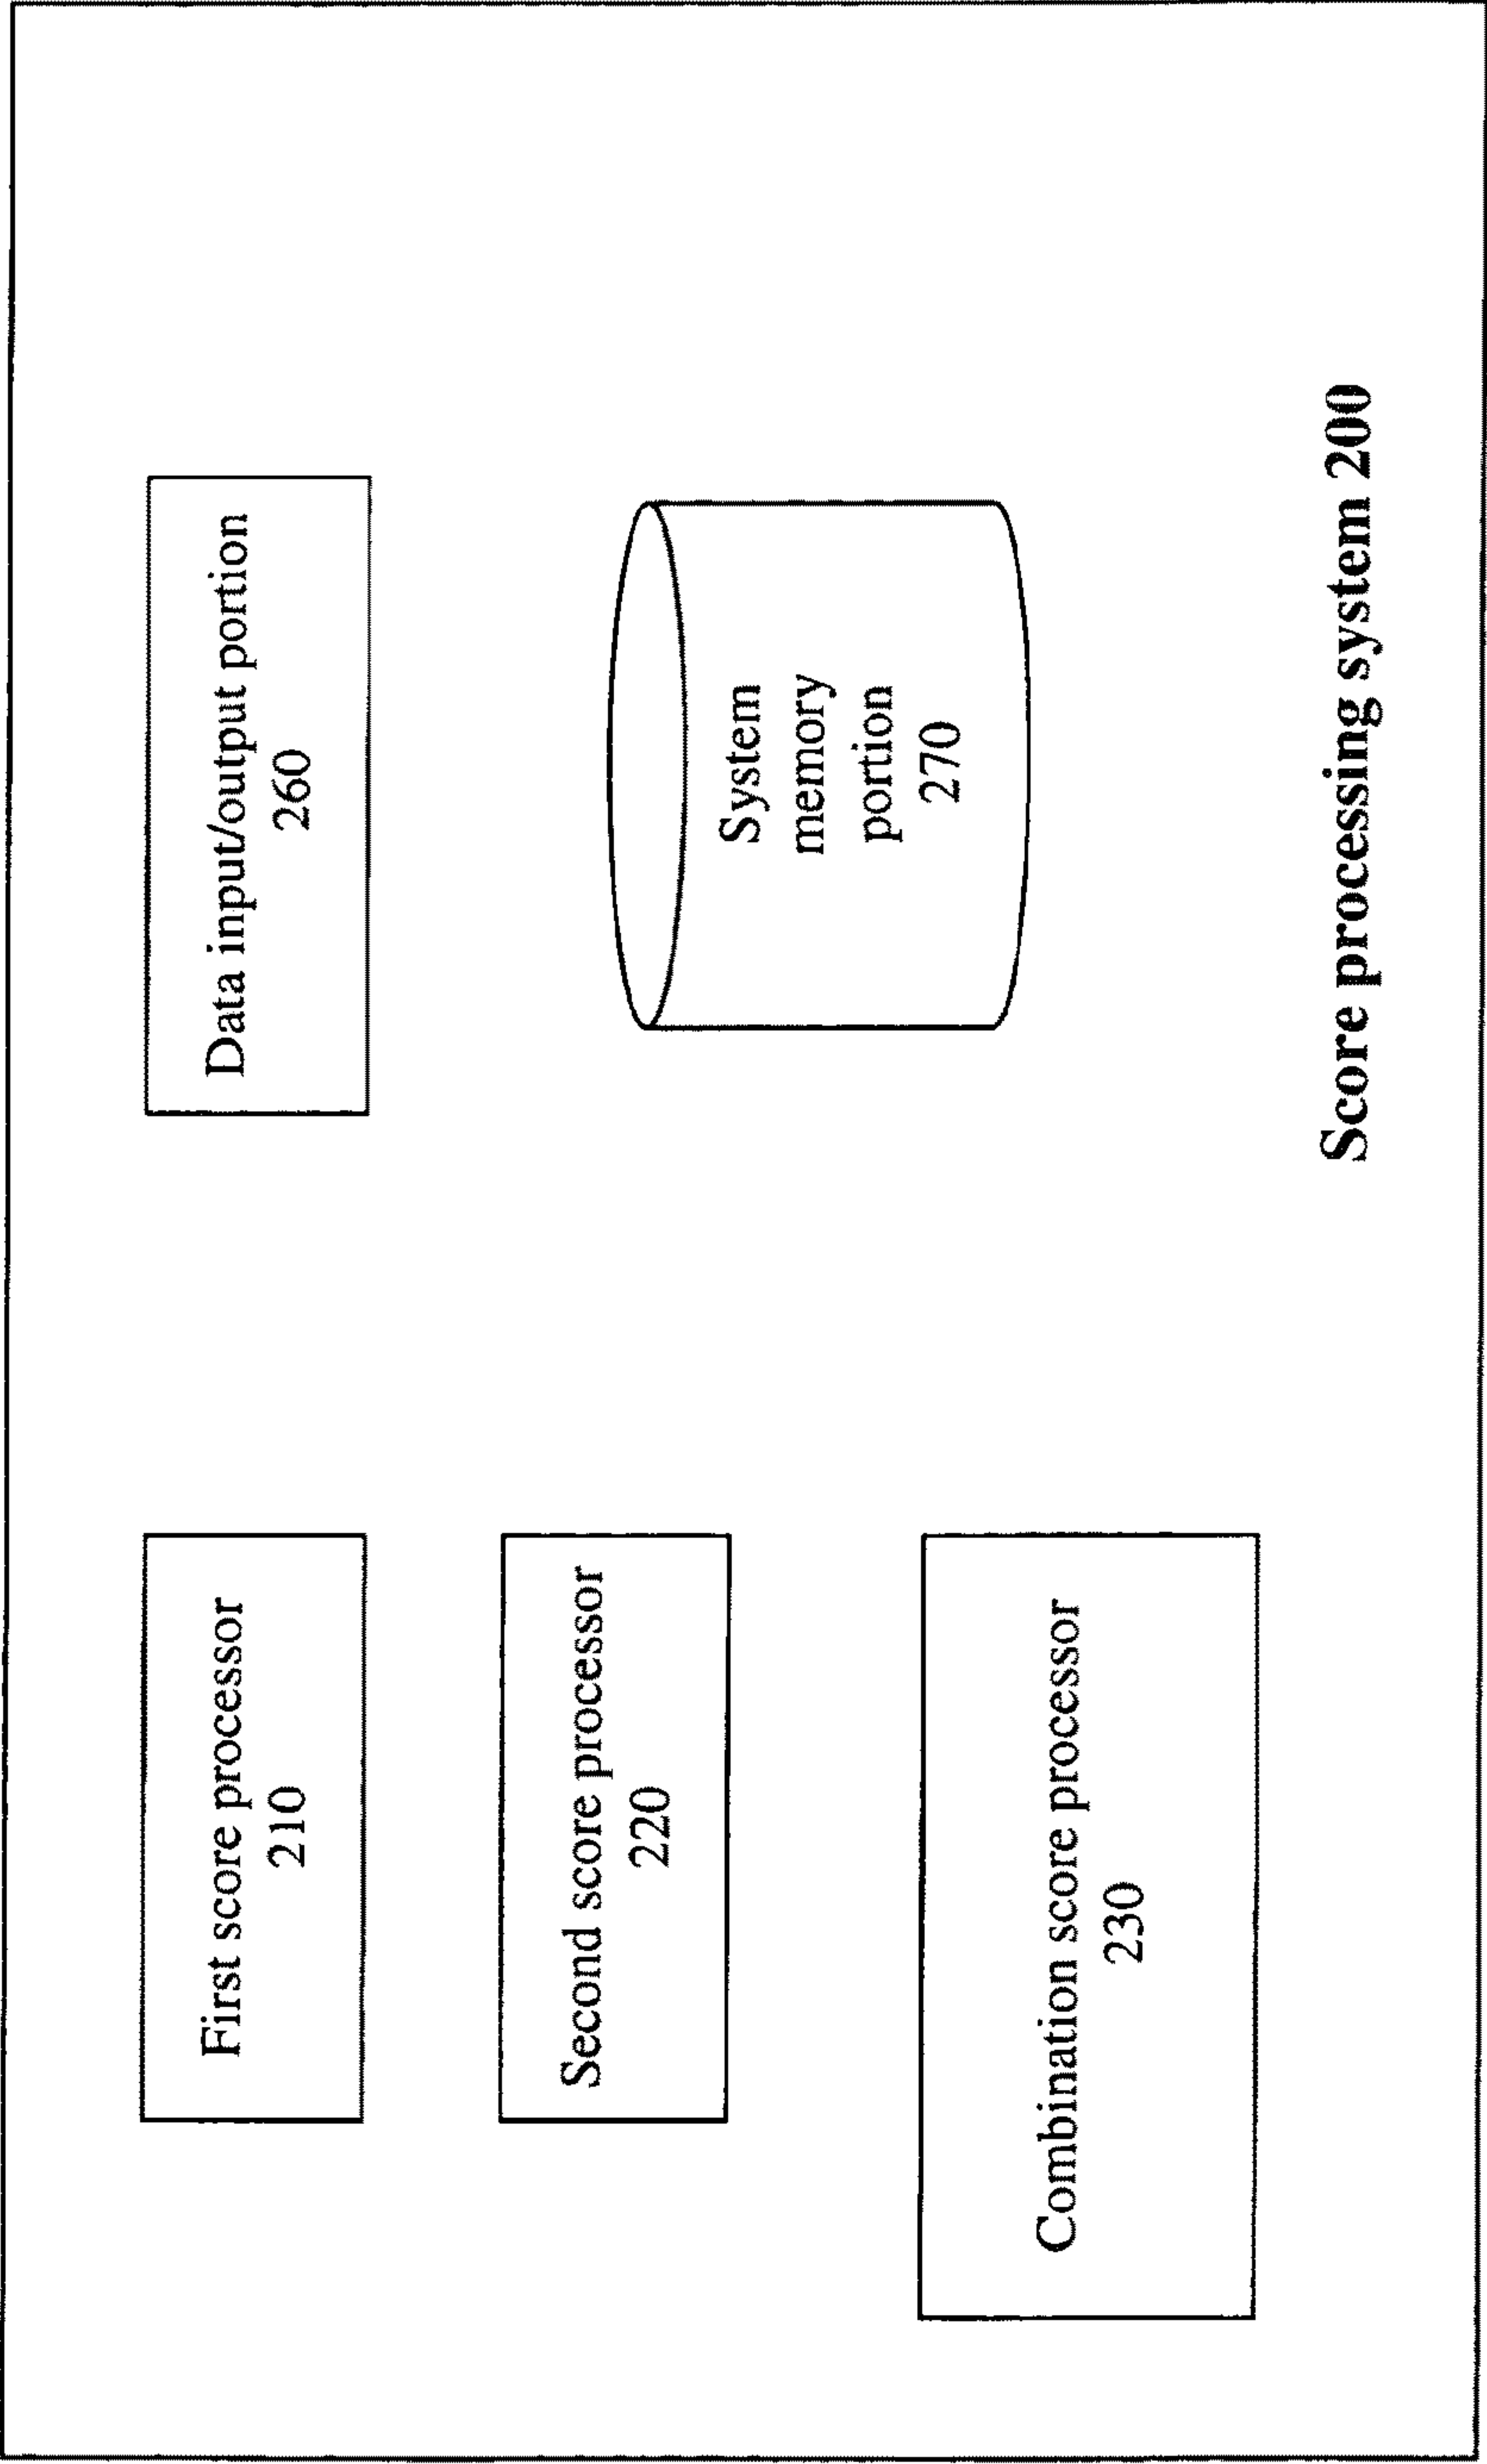 First score processor
210
Data input/output portion
260
Second score processor
220
System
memory
portion
270
Combination score processor
230
Score processing system 200